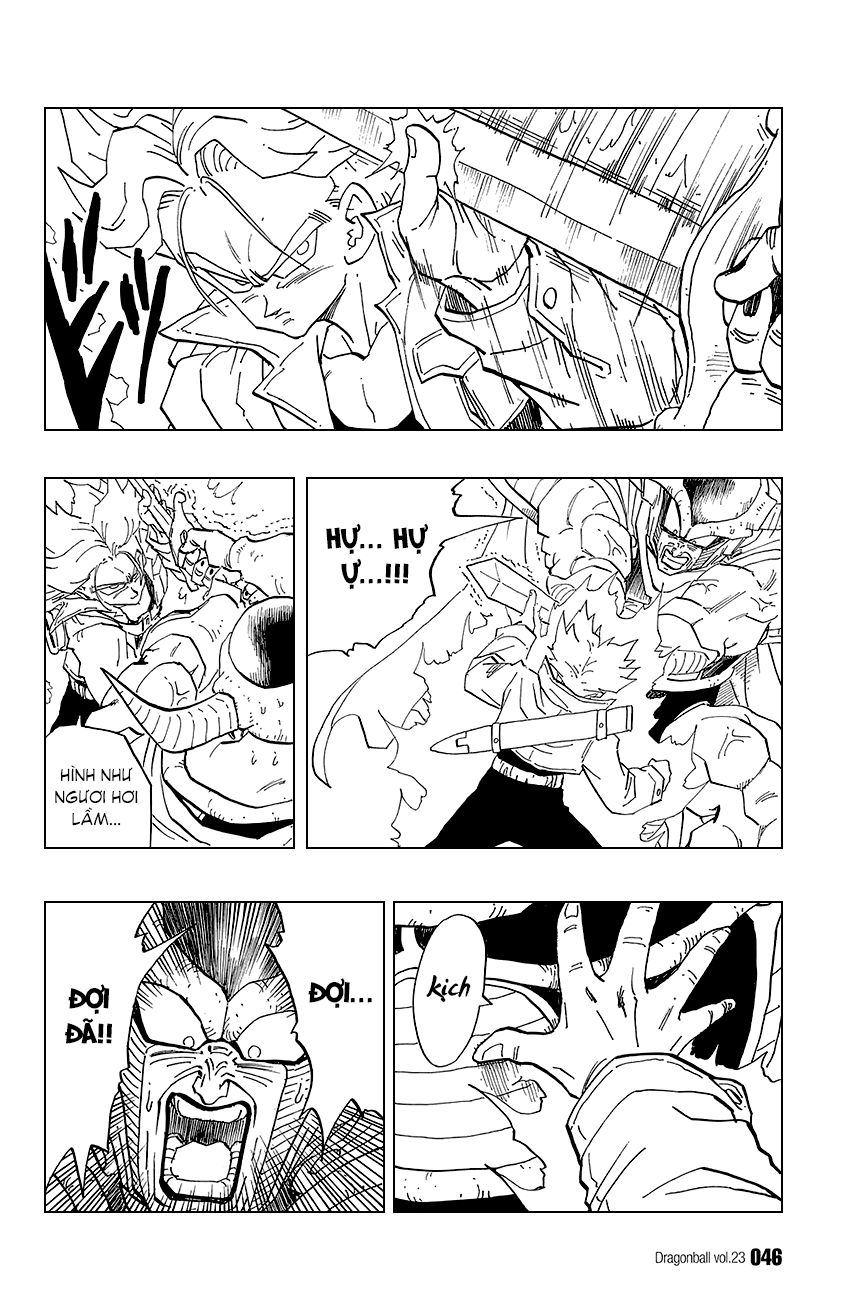 HỰ... HỰ
Ự...!!!
HÌNH NHƯ
NGƯƠI HƠI
LẦM...
kịch
ĐỢI...
ĐỢI
ĐÃ!!
Dragonball vol.23 046